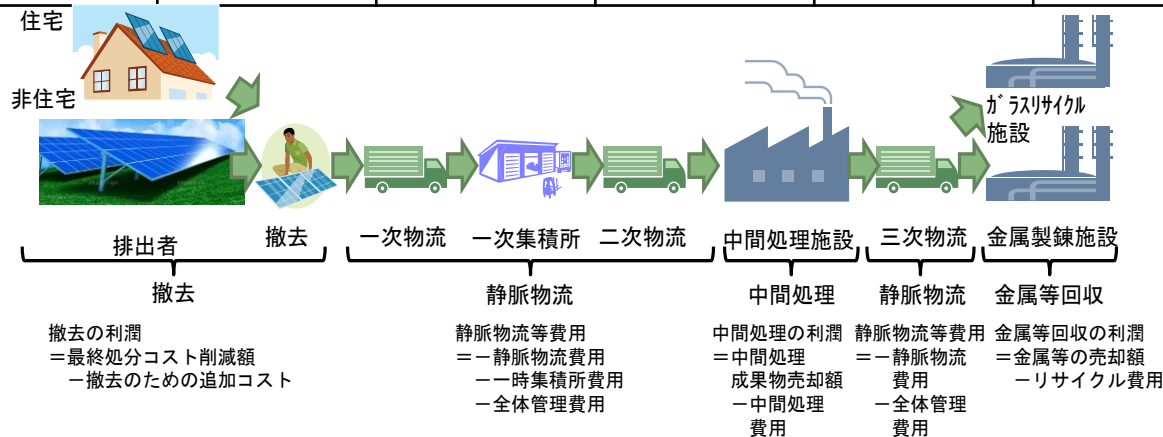 住宅
非住宅
ガラスリサイクル
施設
排出者
撤去
一次物流
一次集積所
二次物流
中間処理施設
三次物流
金属製錬施設
撤去
静脈物流
中間処理
静脈物流
金属等回収
撤去の利潤
＝最終処分コスト削減額
－撤去のための追加コスト
静脈物流等費用
＝－静脈物流費用
－一時集積所費用
－全体管理費用
中間処理の利潤
＝中間処理
成果物売却額
－中間処理
費用
静脈物流等費用
＝－静脈物流
費用
－全体管理
費用
金属等回収の利潤
＝金属等の売却額
－リサイクル費用